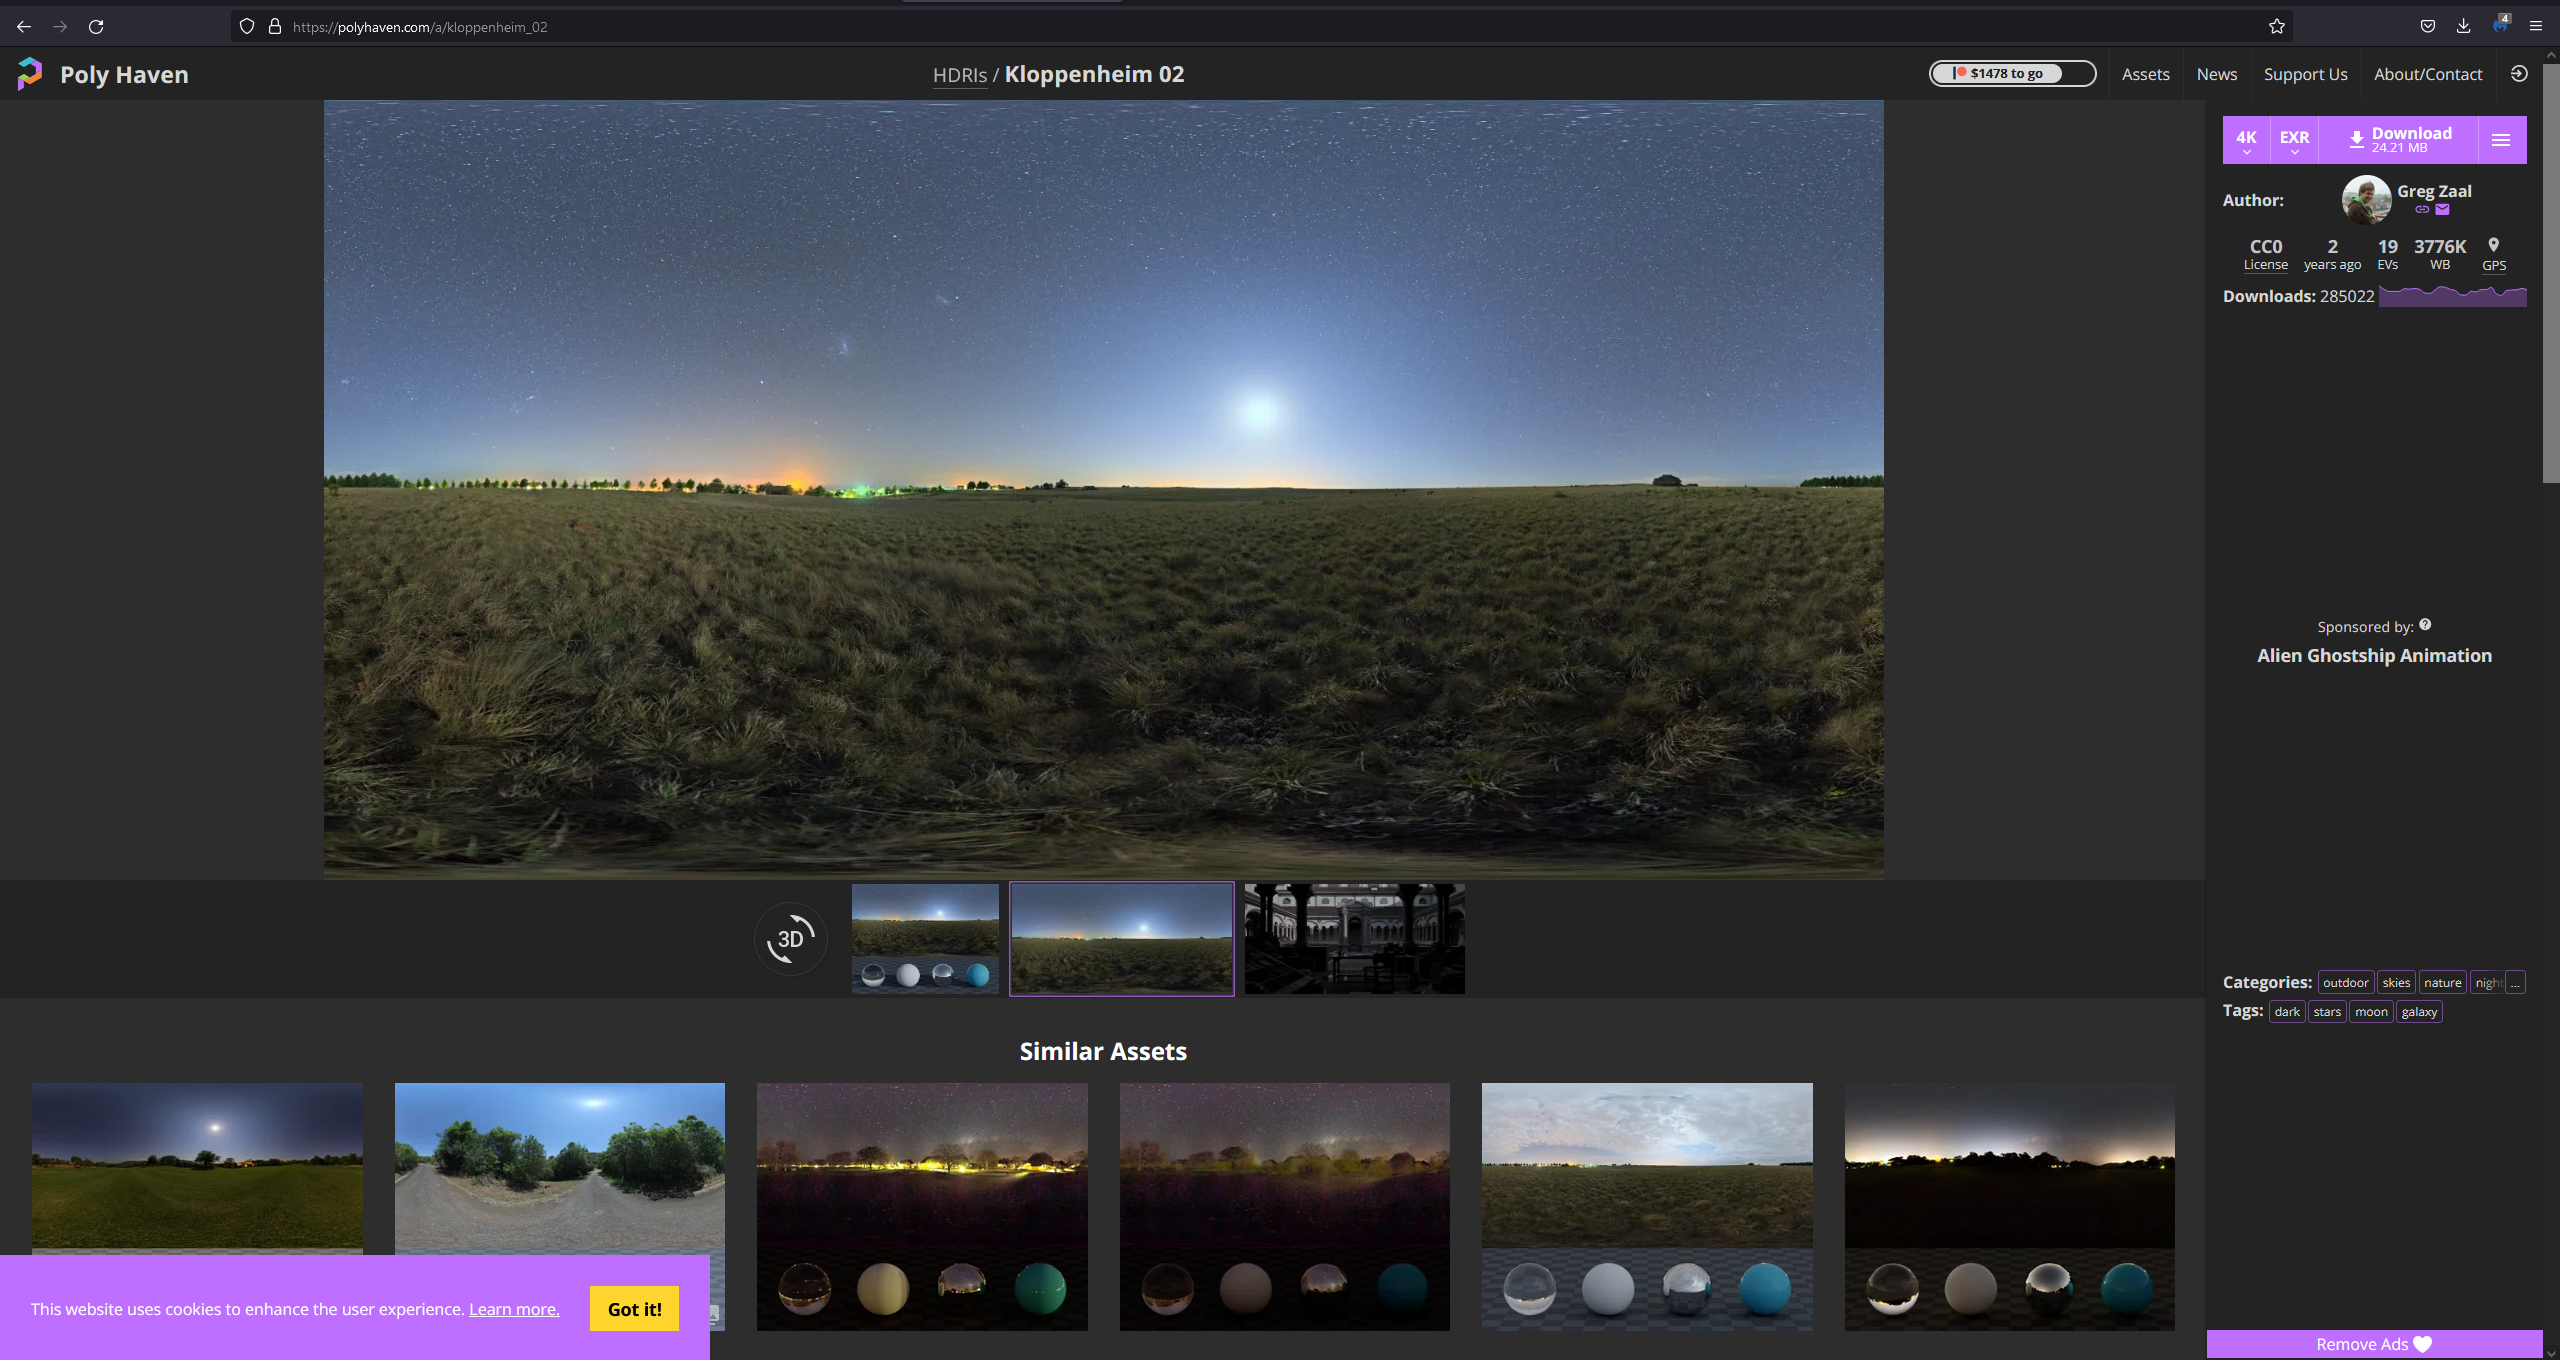 https://polyhaven.com/a/kloppenheim_02
4
Poly Haven
HDRIs / Kloppenheim 02
$1478 to go
Assets
News
Support Us
About/Contact
4K
EXR
Download
24.21 MB
Author:
Greg Zaal
CC0
License
2
years ago
19
EVs
3776K
WB
GPS
Downloads: 285022
Sponsored by:
Alien Ghostship Animation
3D
Categories: outdoor skies nature night ...
Tags: dark stars moon galaxy
Similar Assets
This website uses cookies to enhance the user experience. Learn more.
Got it!
Remove Ads